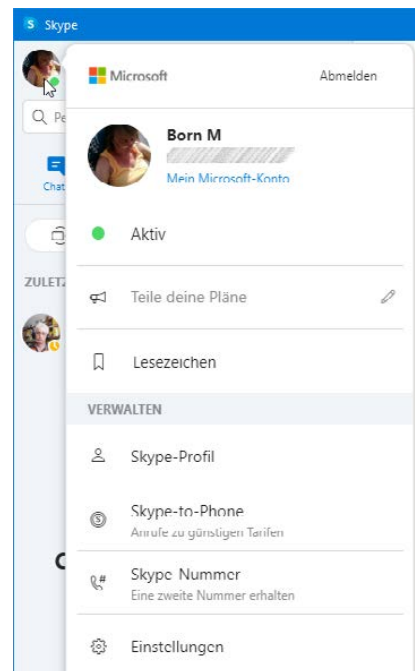 Skype
Microsoft
Abmelden
Born M
Mein Microsoft-Konto
Chat
Aktiv
ZULETZ
Teile deine Pläne
Lesezeichen
VERWALTEN
Skype-Profil
Skype-to-Phone
Anrufe zu günstigen Tarifen
Skype-Nummer
Eine zweite Nummer erhalten
Einstellungen